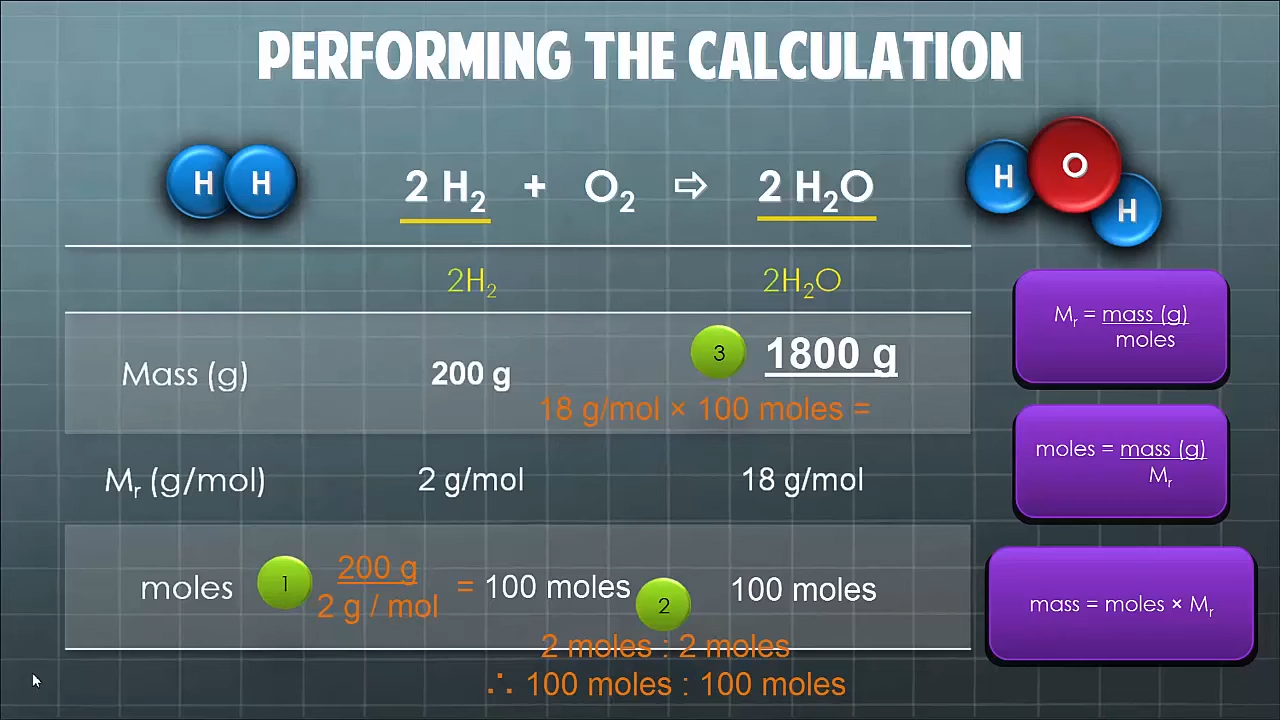 PERFORMING THE CALCULATION
H H
2 H₂ + O₂ ⇨ 2 H₂O
H O H
2H₂ 2H₂O
Mass (g) 200 g 3 1800 g
18 g/mol × 100 moles =
Mᵣ (g/mol) 2 g/mol 18 g/mol
moles 1 200 g
2 g / mol
= 100 moles 2 100 moles
2 moles : 2 moles
∴ 100 moles : 100 moles
Mᵣ = mass (g)
moles
moles = mass (g)
Mᵣ
mass = moles × Mᵣ